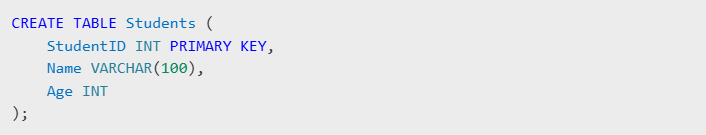 CREATE TABLE Students (
    StudentID INT PRIMARY KEY,
    Name VARCHAR(100),
    Age INT
);